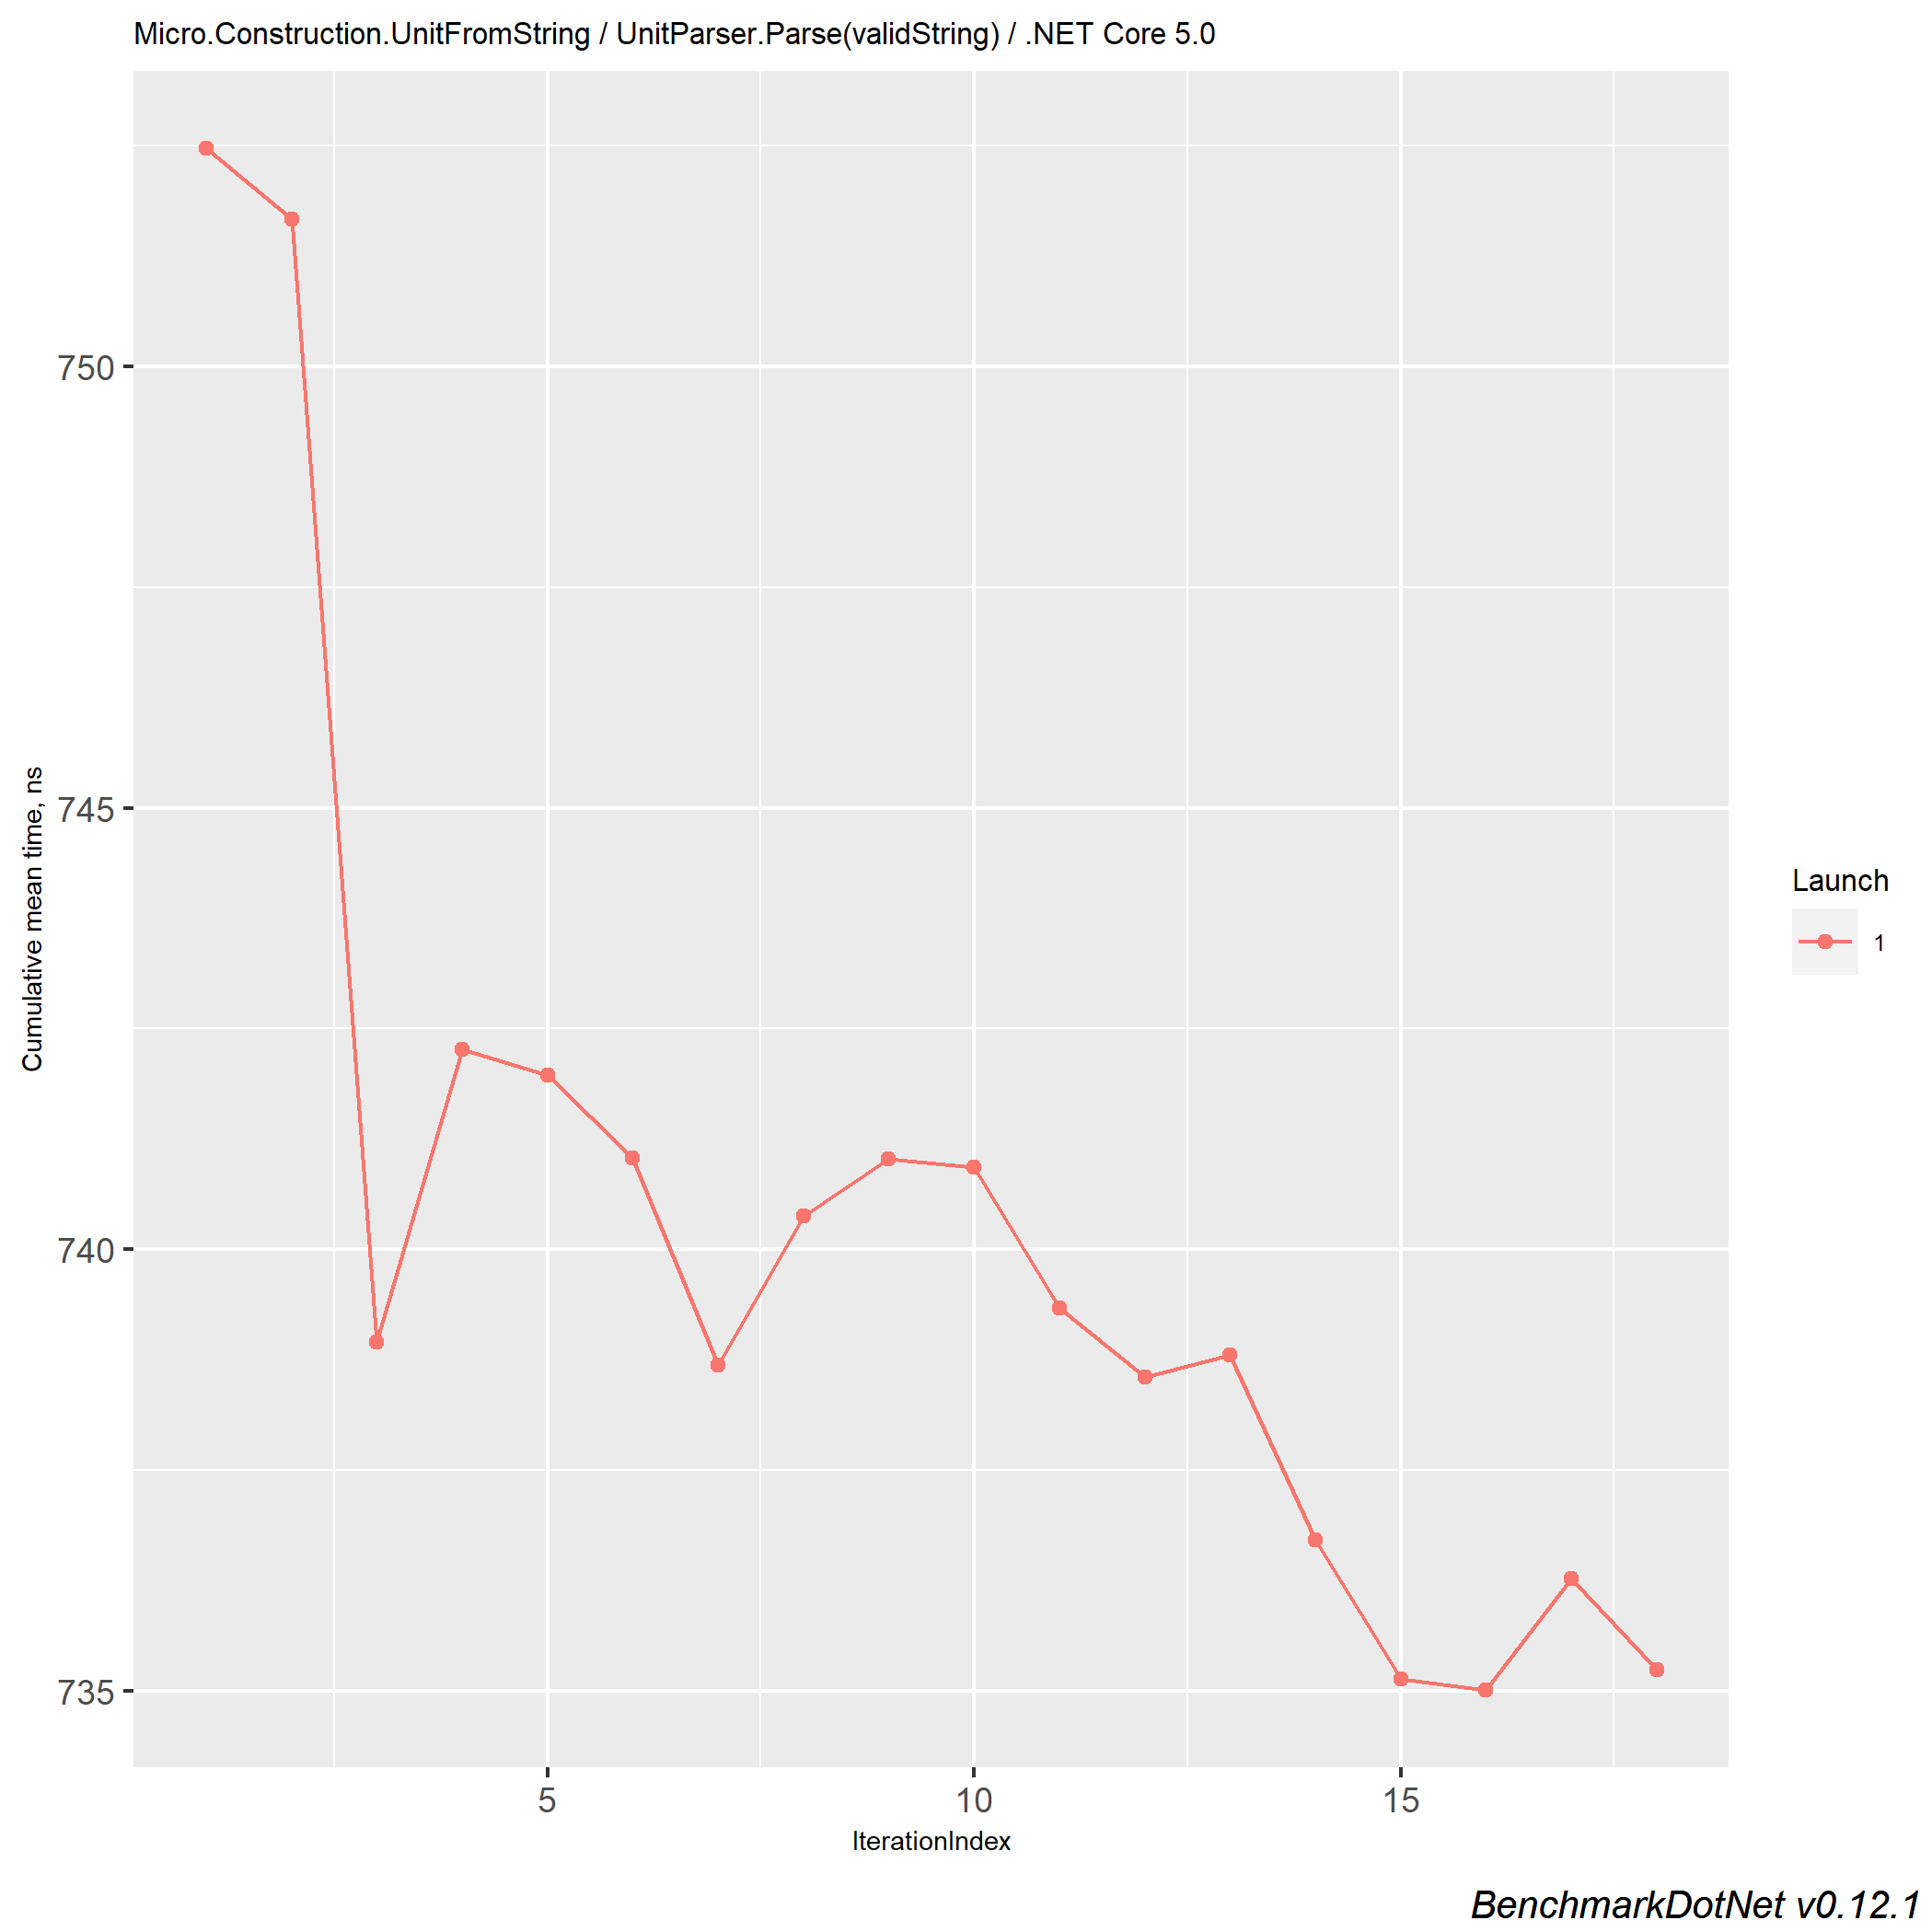 Micro.Construction.UnitFromString / UnitParser.Parse(validString) / .NET Core 5.0
Cumulative mean time, ns
750
745
740
735
5 10 15
IterationIndex
Launch
1
BenchmarkDotNet v0.12.1